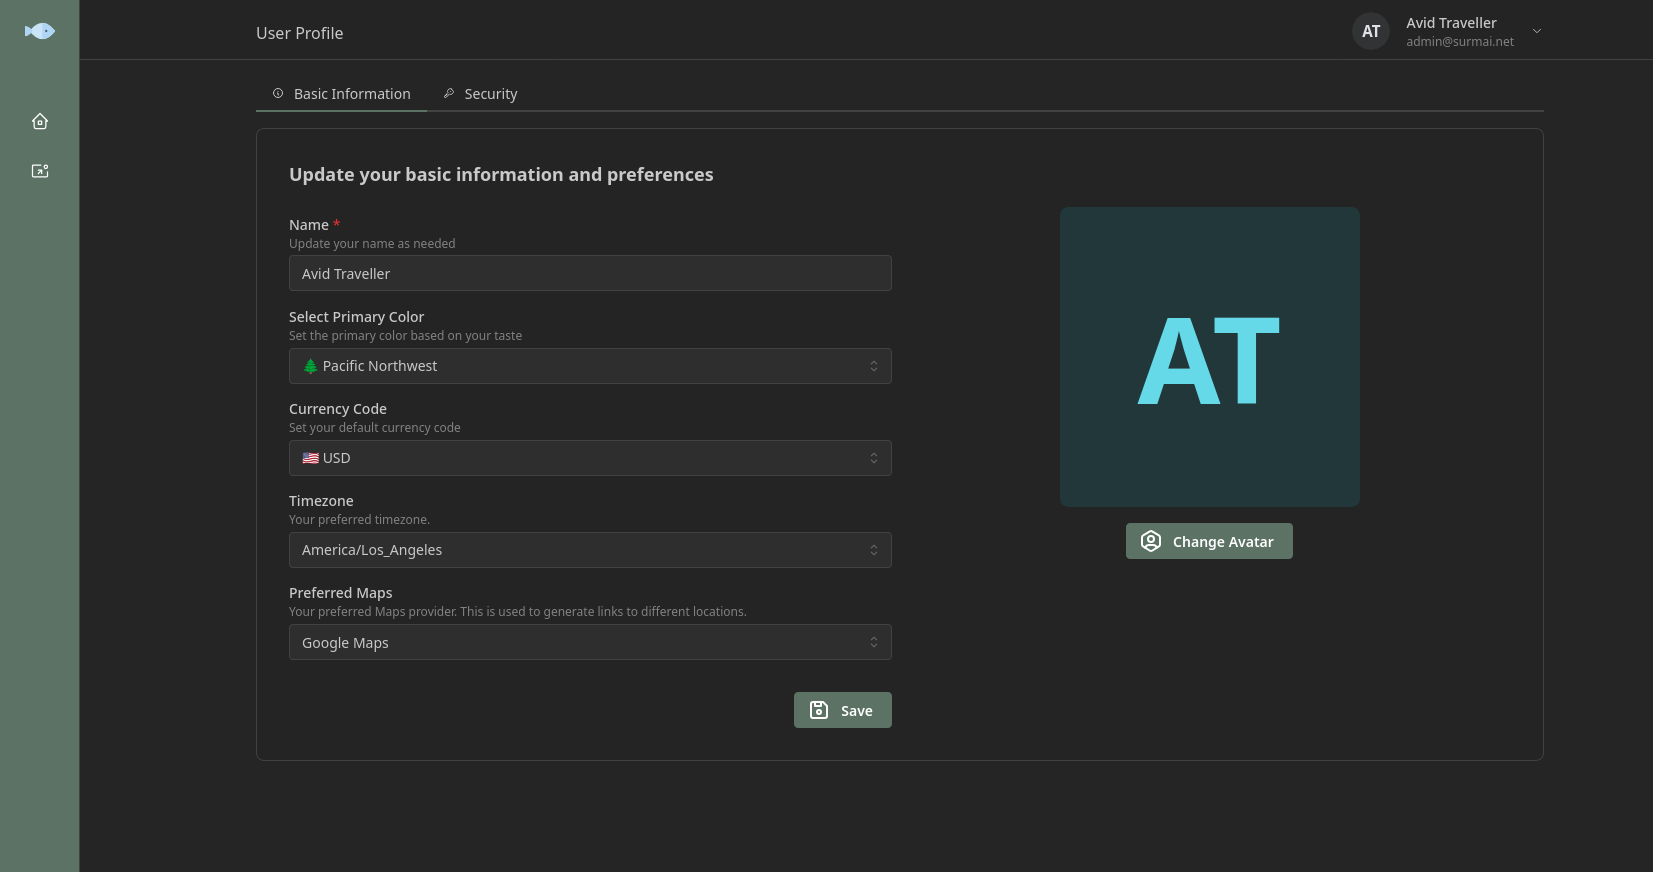 User Profile
AT
Avid Traveller
admin@surmai.net
Basic Information
Security
Update your basic information and preferences
Name *
Update your name as needed
Avid Traveller
Select Primary Color
Set the primary color based on your taste
🌲 Pacific Northwest
Currency Code
Set your default currency code
🇺🇸 USD
Timezone
Your preferred timezone.
America/Los_Angeles
Preferred Maps
Your preferred Maps provider. This is used to generate links to different locations.
Google Maps
Save
AT
Change Avatar